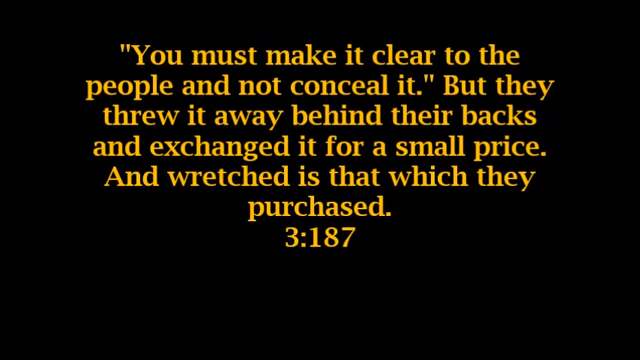 "You must make it clear to the
people and not conceal it." But they
threw it away behind their backs
and exchanged it for a small price.
And wretched is that which they
purchased.
3:187